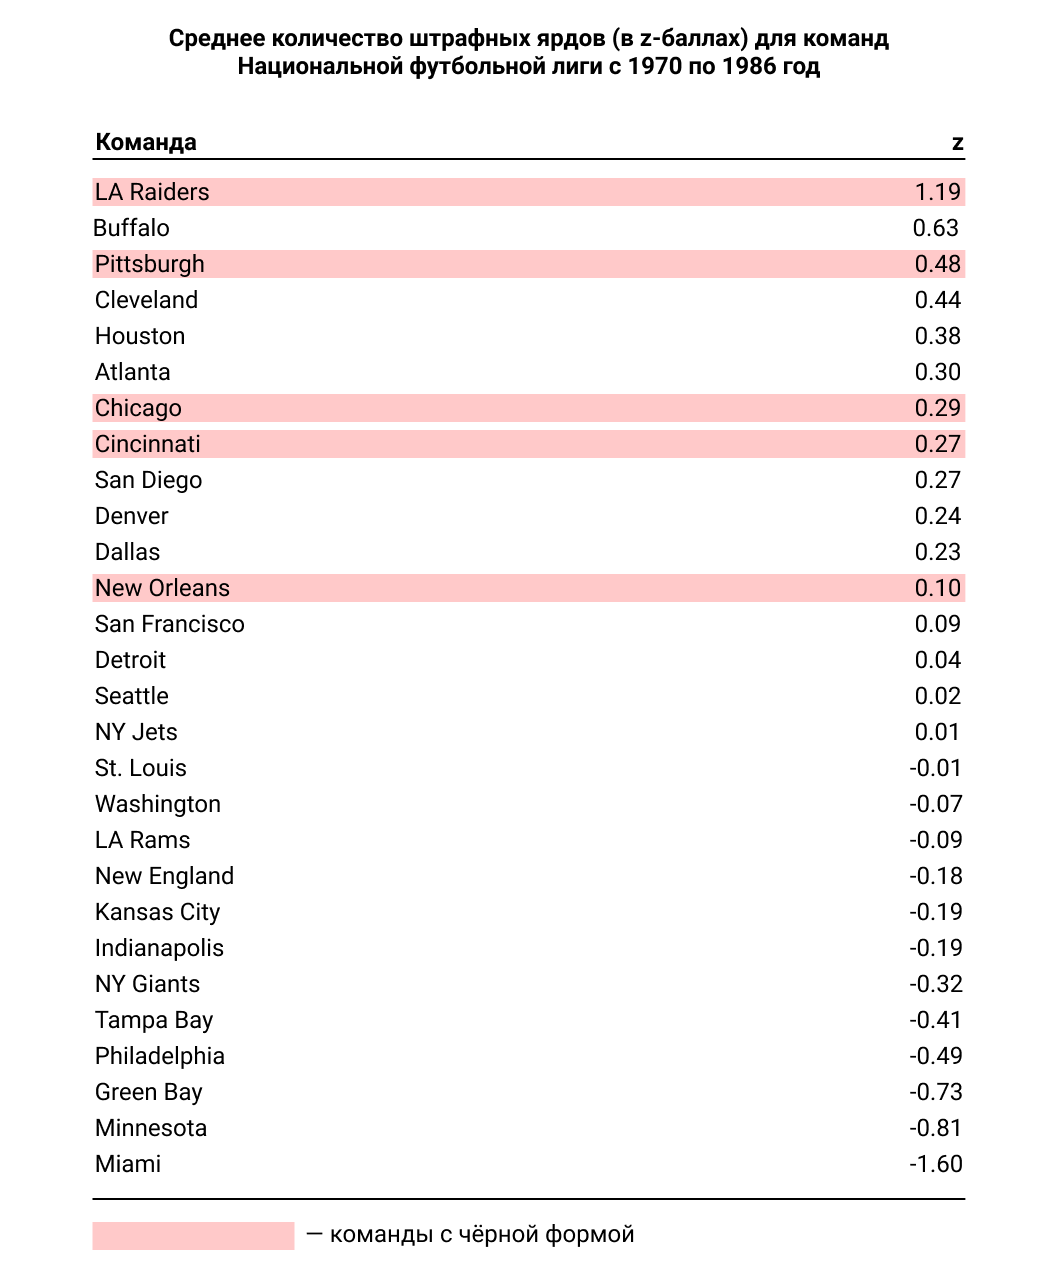 Среднее количество штрафных ярдов (в z-баллах) для команд
Национальной футбольной лиги с 1970 по 1986 год
Команда z
LA Raiders 1.19
Buffalo 0.63
Pittsburgh 0.48
Cleveland 0.44
Houston 0.38
Atlanta 0.30
Chicago 0.29
Cincinnati 0.27
San Diego 0.27
Denver 0.24
Dallas 0.23
New Orleans 0.10
San Francisco 0.09
Detroit 0.04
Seattle 0.02
NY Jets 0.01
St. Louis -0.01
Washington -0.07
LA Rams -0.09
New England -0.18
Kansas City -0.19
Indianapolis -0.19
NY Giants -0.32
Tampa Bay -0.41
Philadelphia -0.49
Green Bay -0.73
Minnesota -0.81
Miami -1.60
— команды с чёрной формой